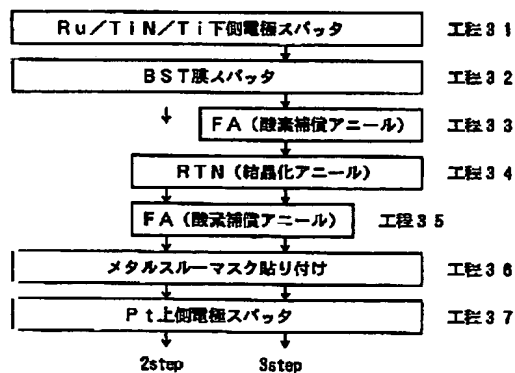 Ru／TiN／Ti下側電極スパッタ 工程31
BST膜スパッタ 工程32
FA（酸素補償アニール） 工程33
RTN（結晶化アニール） 工程34
FA（酸素補償アニール） 工程35
メタルスルーマスク貼り付け 工程36
Pt上側電極スパッタ 工程37
2step 3step